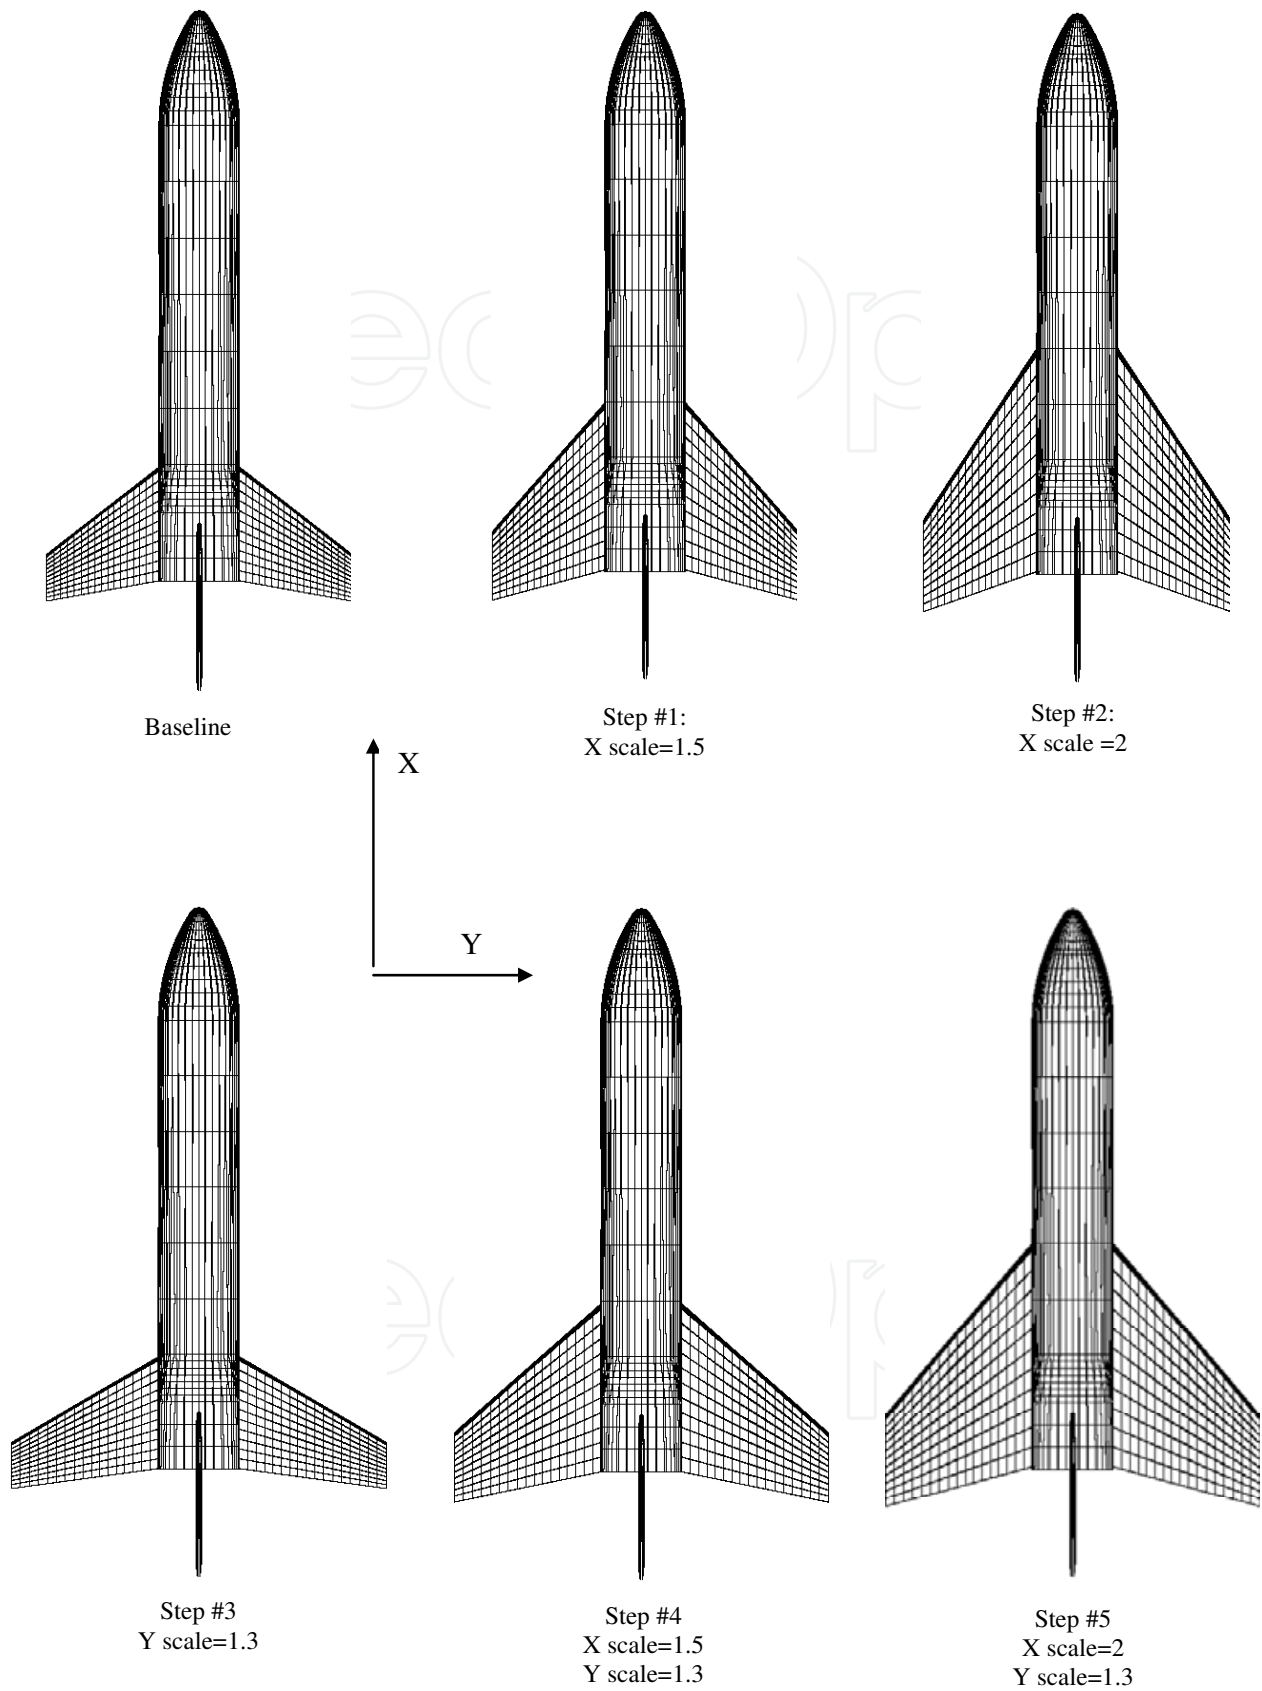 Baseline
Step #1:
X scale=1.5
Step #2:
X scale =2
X
Y
Step #3
Y scale=1.3
Step #4
X scale=1.5
Y scale=1.3
Step #5
X scale=2
Y scale=1.3